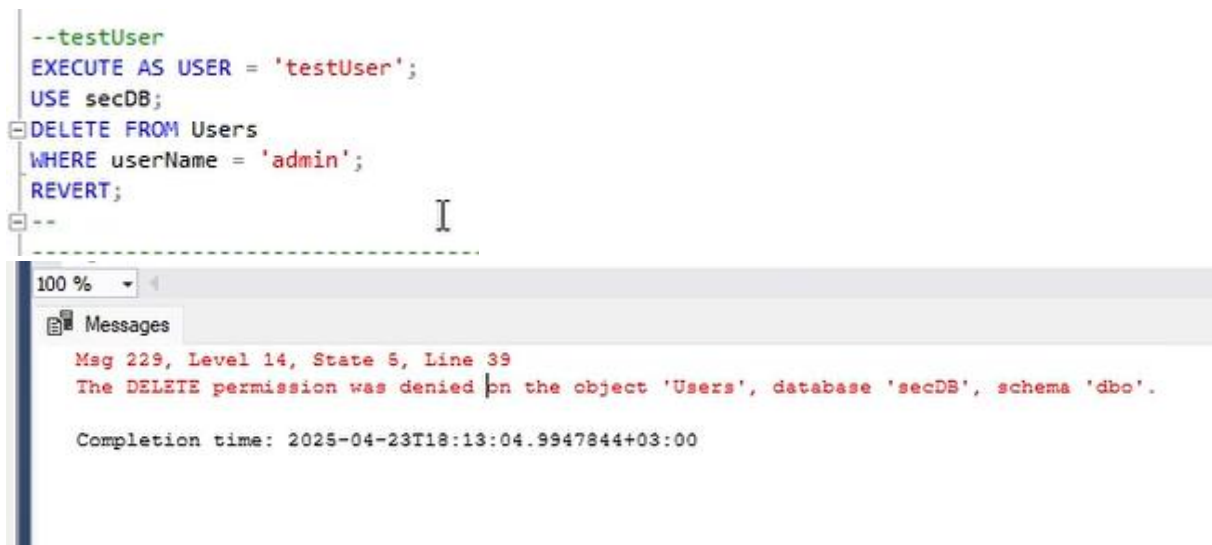 --testUser
EXECUTE AS USER = 'testUser';
USE secDB;
DELETE FROM Users
WHERE userName = 'admin';
REVERT;
--
----------------------------------
100 %
Messages
Msg 229, Level 14, State 5, Line 39
The DELETE permission was denied on the object 'Users', database 'secDB', schema 'dbo'.
Completion time: 2025-04-23T18:13:04.9947844+03:00